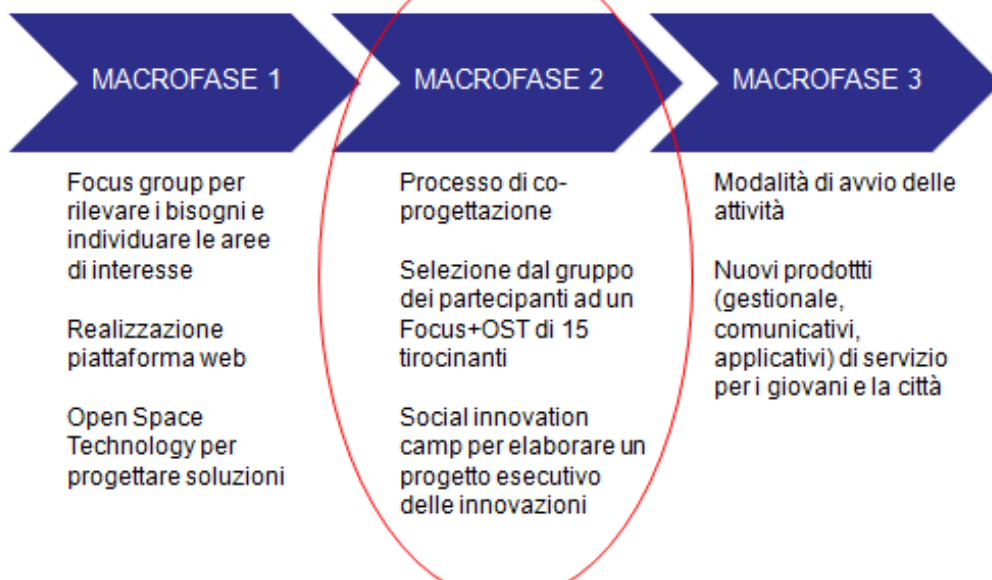 MACROFASE 1
Focus group per
rilevare i bisogni e
individuare le aree
di interesse
Realizzazione
piattaforma web
Open Space
Technology per
progettare soluzioni
MACROFASE 2
Processo di co-
progettazione
Selezione dal gruppo
dei partecipanti ad un
Focus+OST di 15
tirocinanti
Social innovation
camp per elaborare un
progetto esecutivo
delle innovazioni
MACROFASE 3
Modalità di avvio delle
attività
Nuovi prodottti
(gestionale,
comunicativi,
applicativi) di servizio
per i giovani e la città